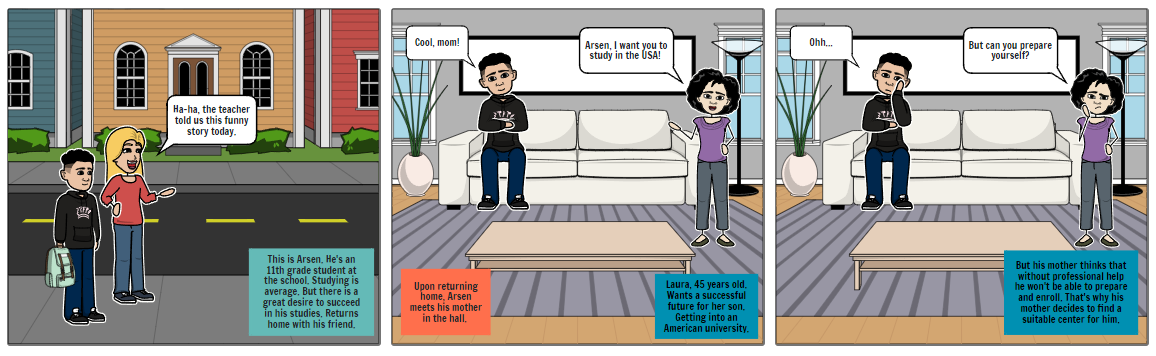 Ha-ha, the teacher
told us this funny
story today.
This is Arsen. He's an
11th grade student at
the school. Studying is
average. But there is a
great desire to succeed
in his studies. Returns
home with his friend.
Cool, mom!
Arsen, I want you to
study in the USA!
Upon returning
home, Arsen
meets his mother
in the hall.
Laura, 45 years old.
Wants a successful
future for her son.
Getting into an
American university.
Ohh...
But can you prepare
yourself?
But his mother thinks that
without professional help
he won't be able to prepare
and enroll. That's why his
mother decides to find a
suitable center for him.